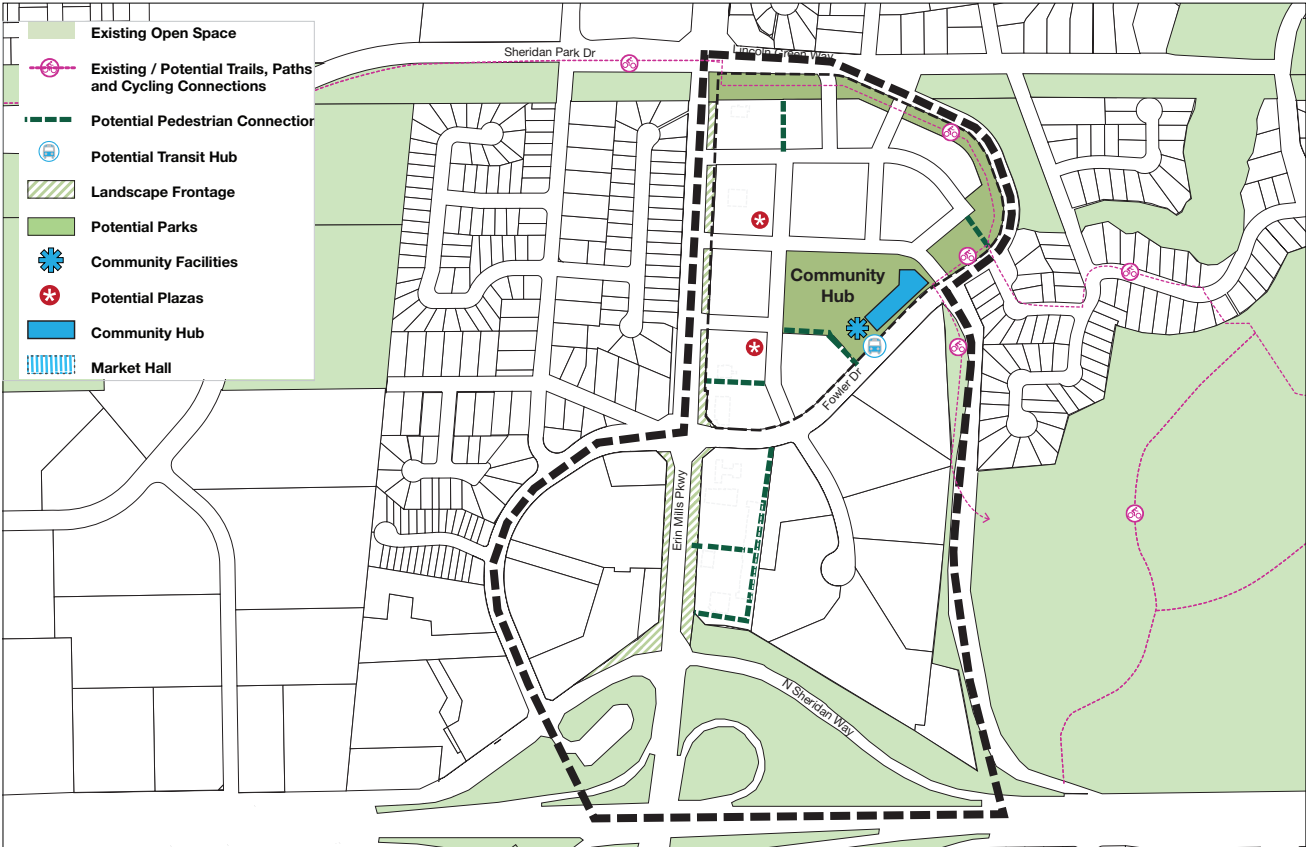 Existing Open Space
Existing / Potential Trails, Paths
and Cycling Connections
Potential Pedestrian Connection
Potential Transit Hub
Landscape Frontage
Potential Parks
Community Facilities
Potential Plazas
Community Hub
Market Hall
Sheridan Park Dr
Lincoln Green Way
Community
Hub
Fowler Dr
Erin Mills Pkwy
N Sheridan Way